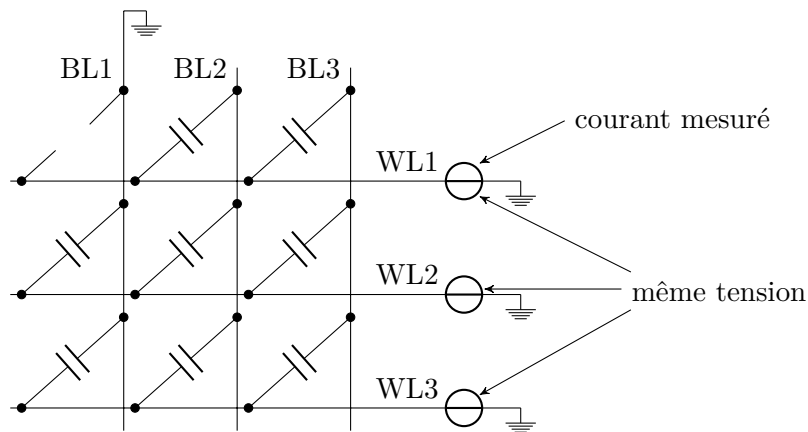 BL1 BL2 BL3
courant mesuré
WL1
WL2
même tension
WL3